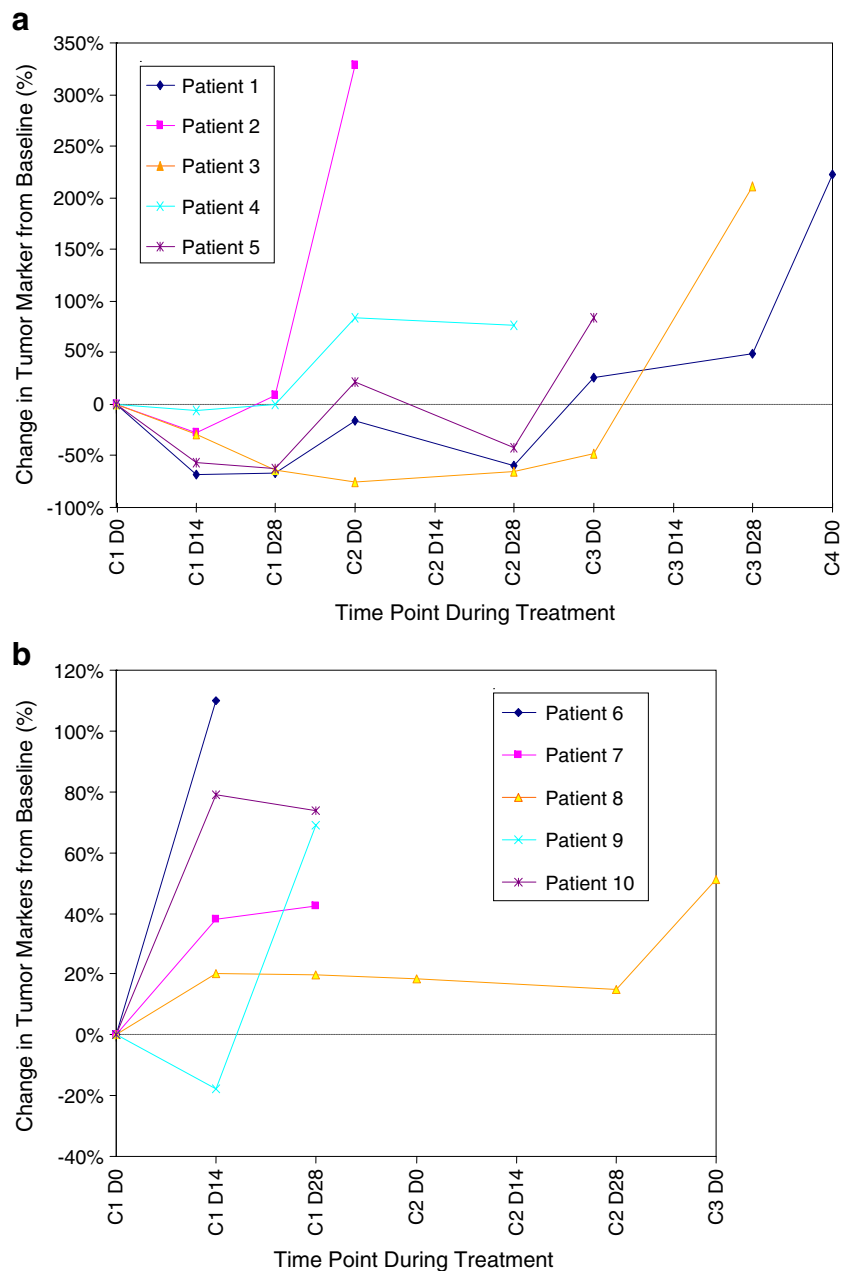 a
Change in Tumor Marker from Baseline (%)
350%
300%
250%
200%
150%
100%
50%
0
-50%
-100%
Patient 1
Patient 2
Patient 3
Patient 4
Patient 5
C1 D0
C1 D14
C1 D28
C2 D0
C2 D14
C2 D28
C3 D0
C3 D14
C3 D28
C4 D0
Time Point During Treatment
b
Change in Tumor Markers from Baseline (%)
120%
100%
80%
60%
40%
20%
0%
-20%
-40%
Patient 6
Patient 7
Patient 8
Patient 9
Patient 10
C1 D0
C1 D14
C1 D28
C2 D0
C2 D14
C2 D28
C3 D0
Time Point During Treatment